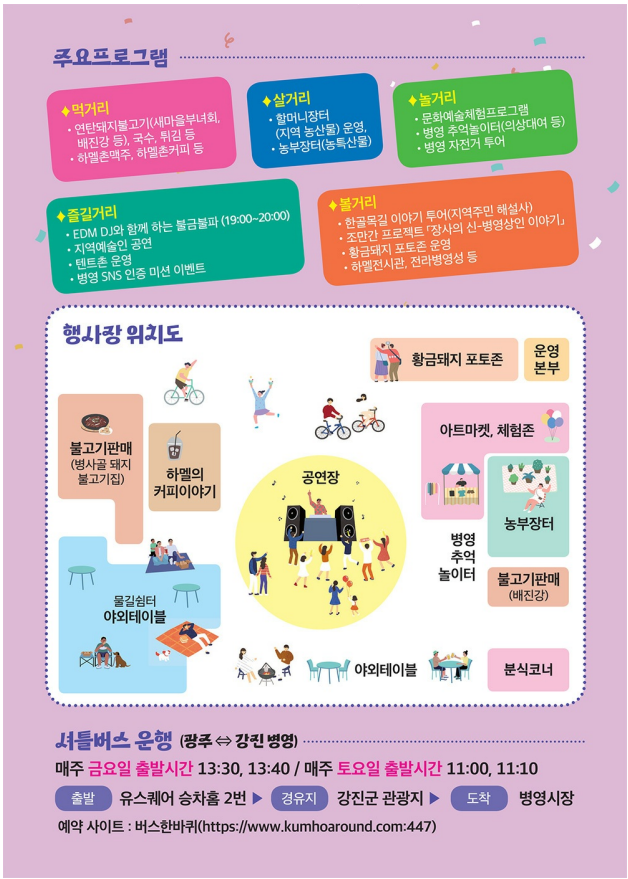 주요프로그램
♦먹거리
• 연탄돼지불고기(새마을부녀회,
배진강 등), 국수, 튀김 등
• 하멜촌맥주, 하멜촌커피 등
♦살거리
• 할머니장터
(지역 농산물) 운영,
• 농부장터(농특산물)
♦놀거리
• 문화예술체험프로그램
• 병영 추억놀이터(의상대여 등)
• 병영 자전거 투어
♦즐길거리
• EDM DJ와 함께 하는 불금불파 (19:00~20:00)
• 지역예술인 공연
• 텐트촌 운영
• 병영 SNS 인증 미션 이벤트
♦볼거리
• 한골목길 이야기 투어(지역주민 해설사)
• 조만간 프로젝트 「장사의 신-병영상인 이야기」
• 황금돼지 포토존 운영
• 하멜전시관, 전라병영성 등
행사장 위치도
황금돼지 포토존
운영
본부
불고기판매
(병사골 돼지
불고기집)
하멜의
커피이야기
공연장
아트마켓, 체험존
농부장터
병영
추억
놀이터
불고기판매
(배진강)
물길쉼터
야외테이블
야외테이블
분식코너
셔틀버스 운행 (광주 ⇔ 강진 병영)
매주 금요일 출발시간 13:30, 13:40 / 매주 토요일 출발시간 11:00, 11:10
출발 유스퀘어 승차홈 2번 ▶ 경유지 강진군 관광지 ▶ 도착 병영시장
예약 사이트 : 버스한바퀴(https://www.kumhoaround.com:447)